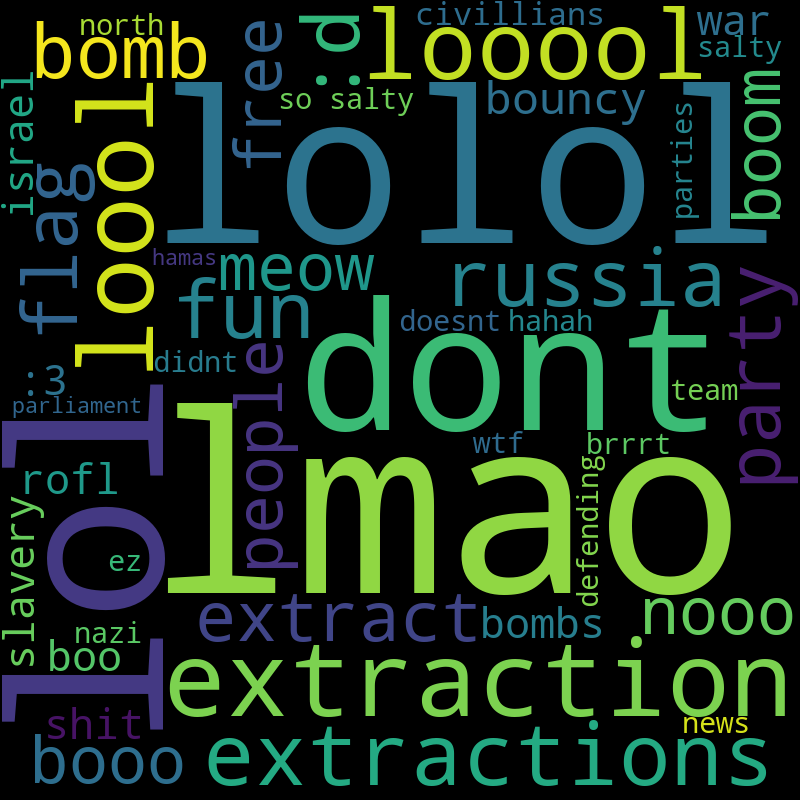 north
civillians
war
bomb
:d
looool
salty
israel
free
so salty
bouncy
boom
loool
lolol
parties
flag
hamas
meow
russia
fun
dont
doesnt
hahah
party
didnt
people
:3
team
parliament
lol
lmao
wtf
brrrt
rofl
defending
slavery
ez
extract
bombs
nooo
nazi
boo
extraction
shit
news
booo
extractions